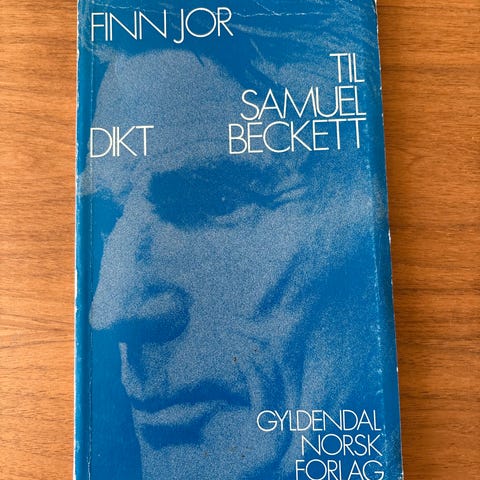 FINN JOR
TIL
SAMUEL
DIKT BECKETT
GYLDENDAL
NORSK
FORLAG